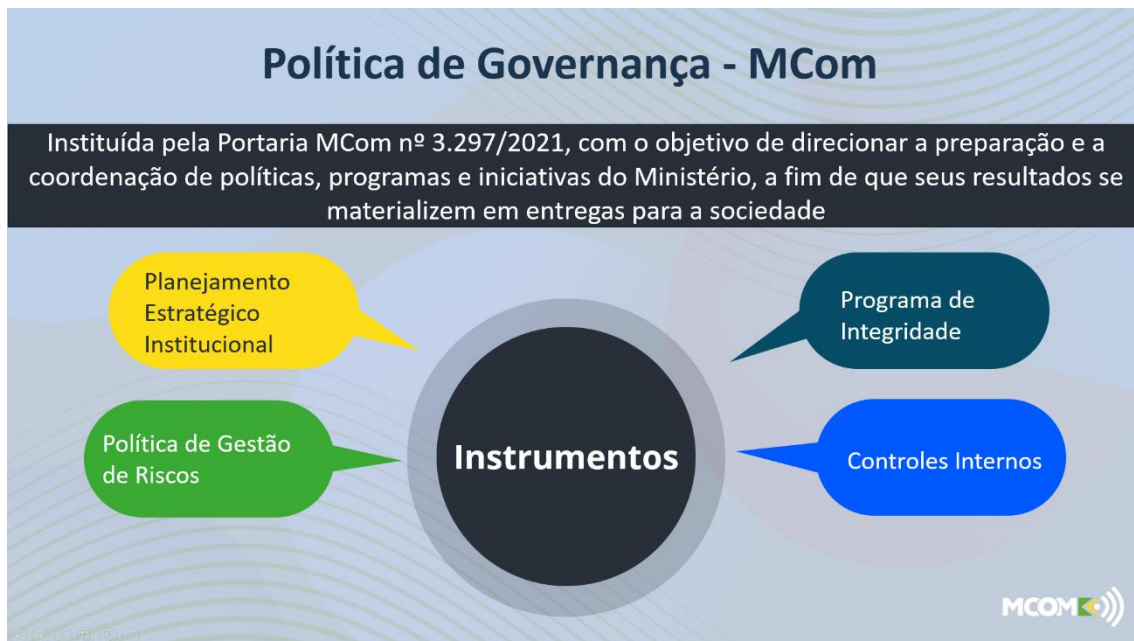 Política de Governança - MCom
Instituída pela Portaria MCom nº 3.297/2021, com o objetivo de direcionar a preparação e a
coordenação de políticas, programas e iniciativas do Ministério, a fim de que seus resultados se
materializem em entregas para a sociedade
Planejamento
Estratégico
Institucional
Programa de
Integridade
Política de Gestão
de Riscos
Instrumentos
Controles Internos
MCOM